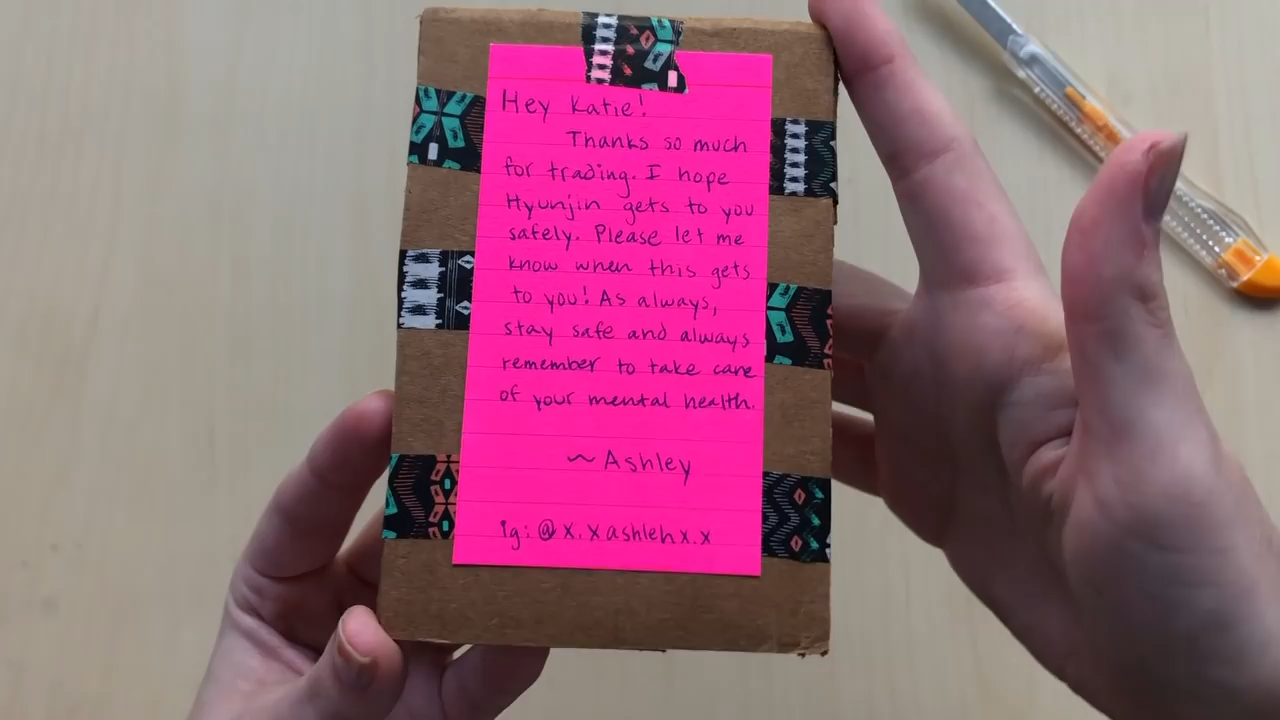 Hey Katie!
Thanks so much
for trading. I hope
Hyunjin gets to you
safely. Please let me
know when this gets
to you! As always,
stay safe and always
remember to take care
of your mental health.
~Ashley
ig: @x.xashlehx.x